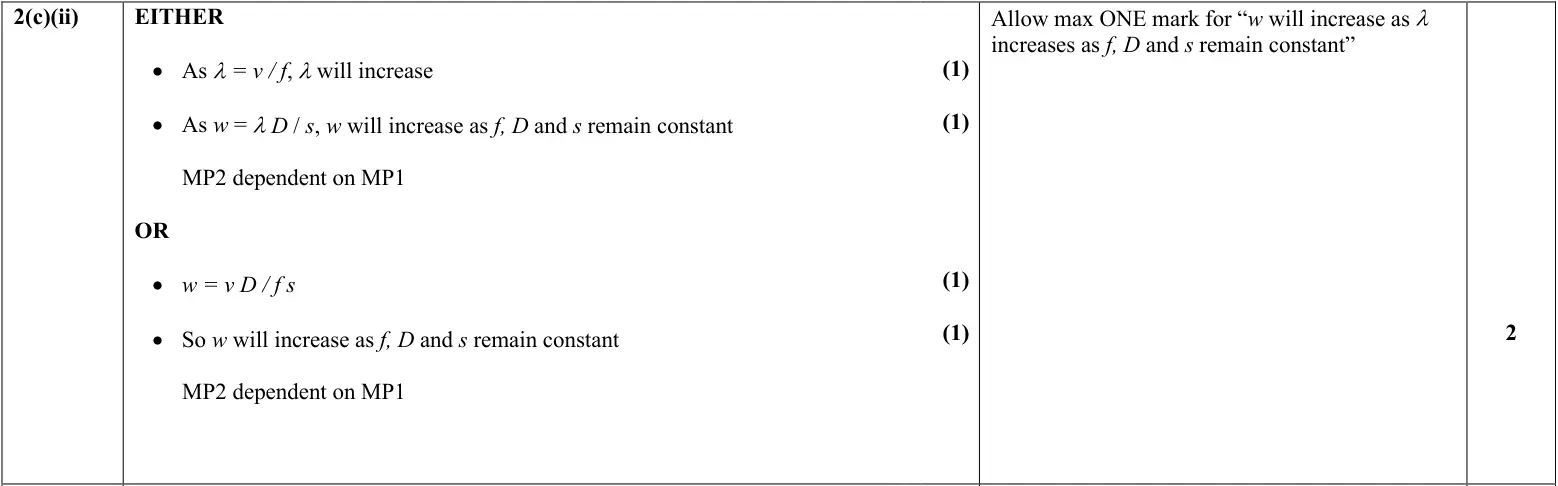 2(c)(ii)
EITHER
• As λ = v / f, λ will increase (1)
• As w = λ D / s, w will increase as f, D and s remain constant (1)
MP2 dependent on MP1
OR
• w = v D / f s (1)
• So w will increase as f, D and s remain constant (1)
MP2 dependent on MP1
Allow max ONE mark for “w will increase as λ
increases as f, D and s remain constant”
2